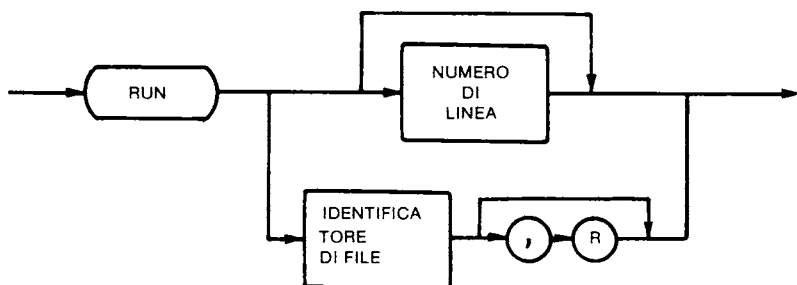 RUN
NUMERO
DI
LINEA
IDENTIFICA
TORE
DI FILE
,
R